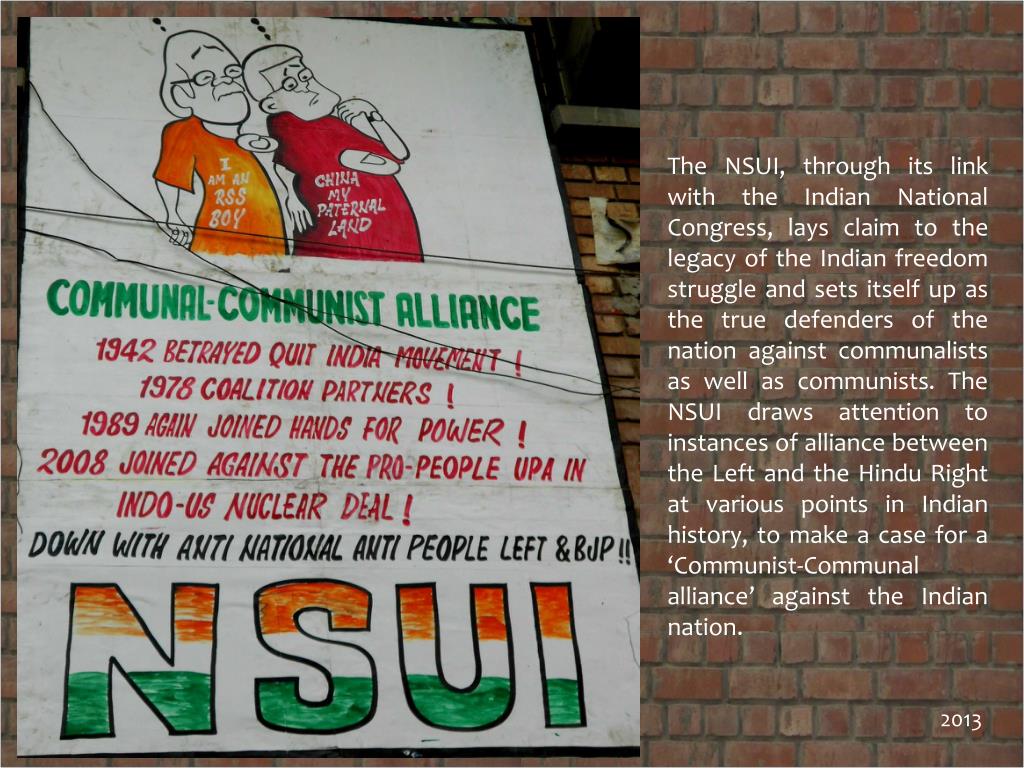 I
AM AN
RSS
BOY
CHINA
MY
PATERNAL
LAND
COMMUNAL-COMMUNIST ALLIANCE
1942 BETRAYED QUIT INDIA MOVEMENT !
1978 COALITION PARTNERS !
1989 AGAIN JOINED HANDS FOR POWER !
2008 JOINED AGAINST THE PRO-PEOPLE UPA IN
INDO-US NUCLEAR DEAL !
DOWN WITH ANTI NATIONAL ANTI PEOPLE LEFT & BJP !!
NSUI
The NSUI, through its link
with the Indian National
Congress, lays claim to the
legacy of the Indian freedom
struggle and sets itself up as
the true defenders of the
nation against communalists
as well as communists. The
NSUI draws attention to
instances of alliance between
the Left and the Hindu Right
at various points in Indian
history, to make a case for a
‘Communist-Communal
alliance’ against the Indian
nation.
2013